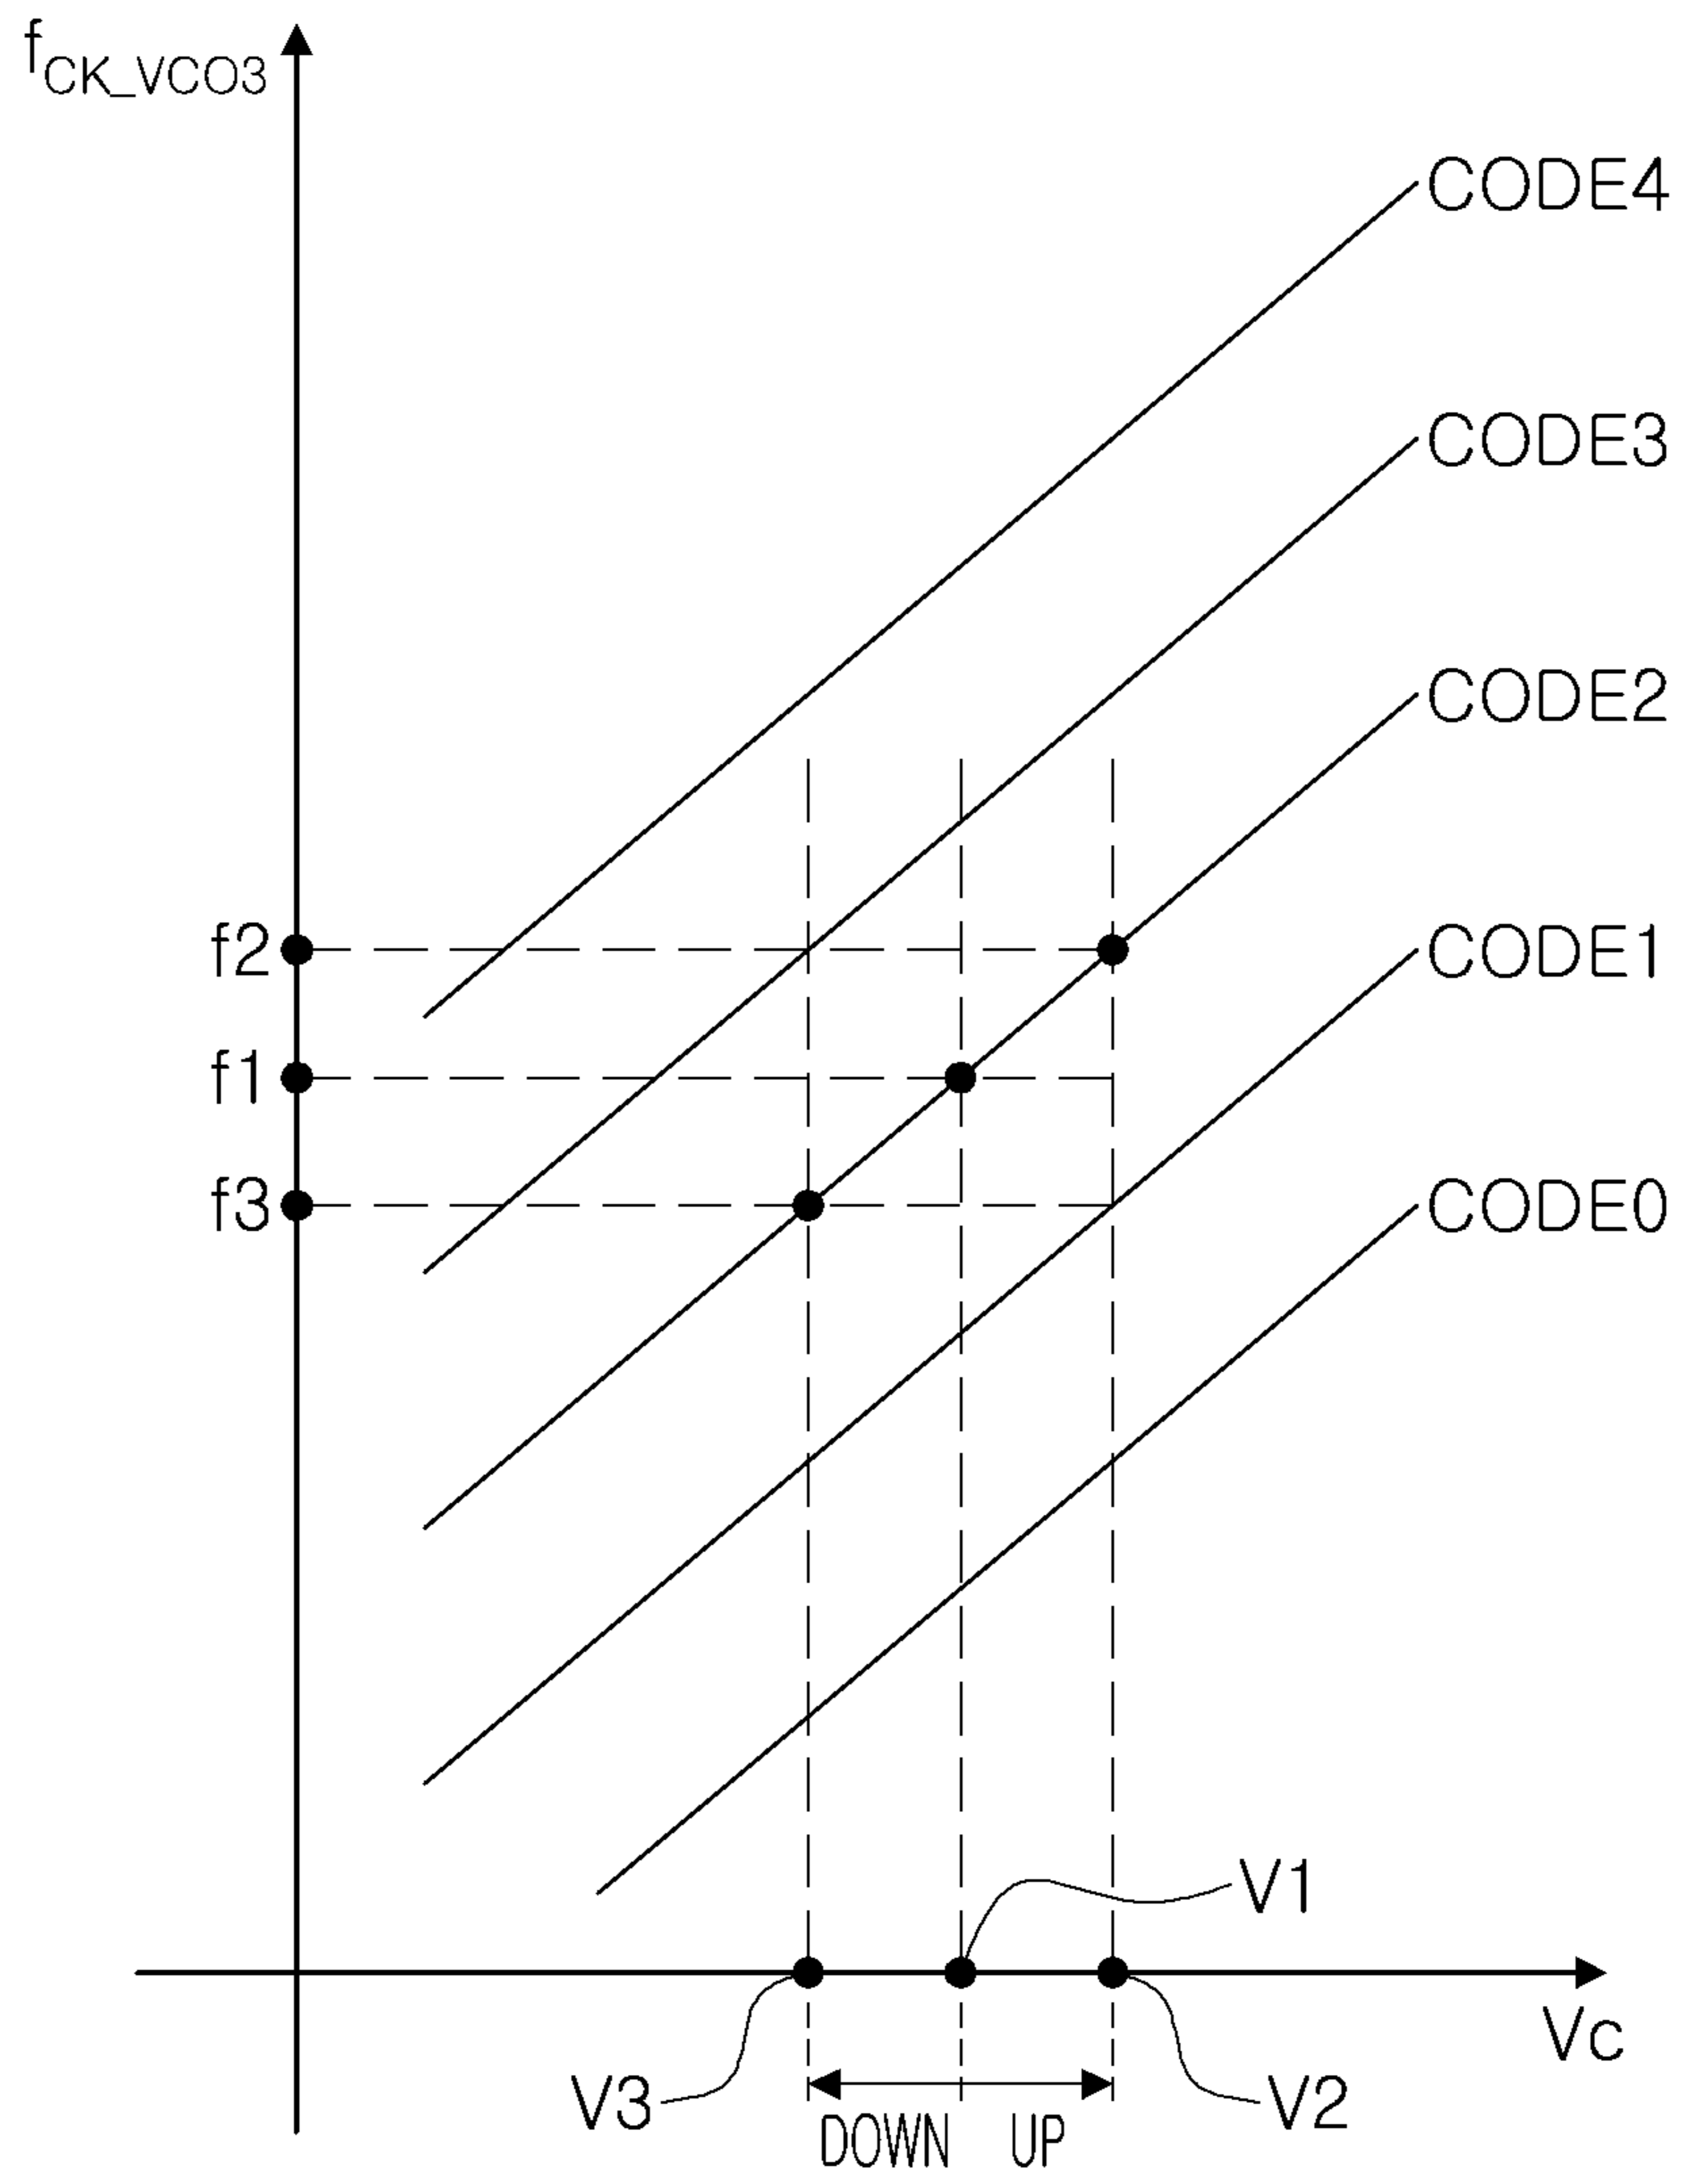 fCK_VCO3
CODE4
CODE3
CODE2
f2
CODE1
f1
f3
CODE0
V1
Vc
V3
V2
DOWN UP